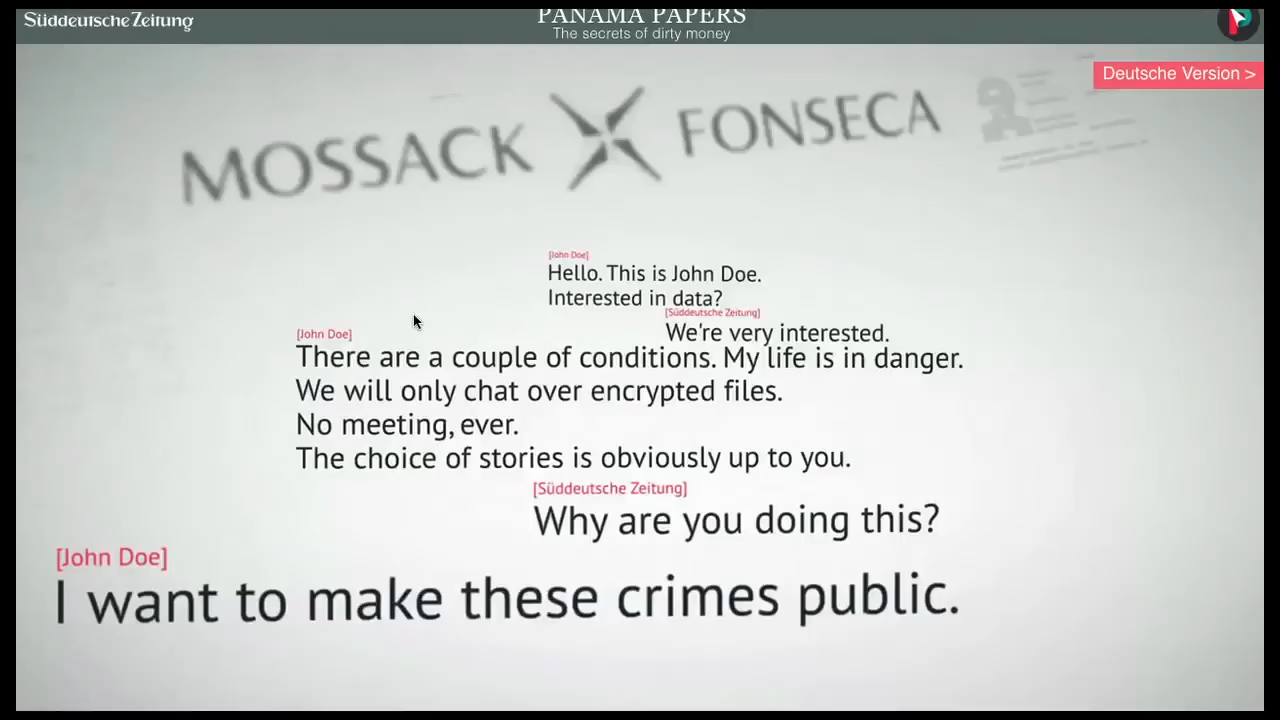 Süddeutsche Zeitung
PANAMA PAPERS
The secrets of dirty money
Deutsche Version >
MOSSACK FONSECA
[John Doe]
Hello. This is John Doe.
Interested in data?
[Süddeutsche Zeitung]
We're very interested.
[John Doe]
There are a couple of conditions. My life is in danger.
We will only chat over encrypted files.
No meeting, ever.
The choice of stories is obviously up to you.
[Süddeutsche Zeitung]
Why are you doing this?
[John Doe]
I want to make these crimes public.